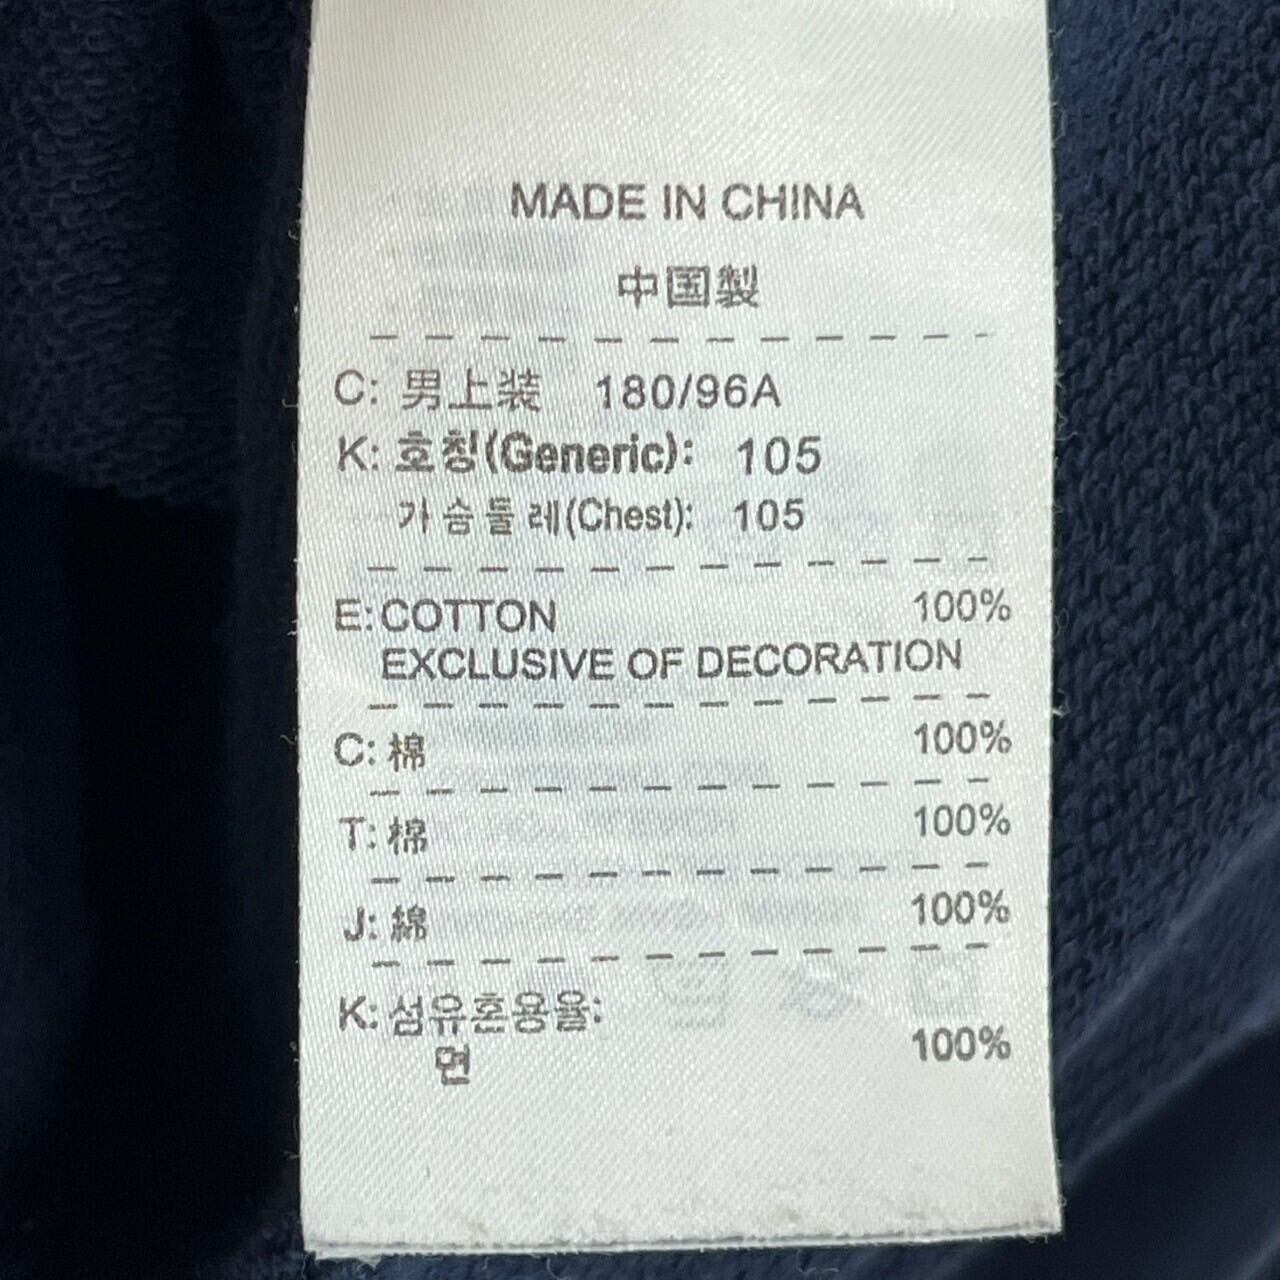 MADE IN CHINA
中国製
C: 男上装 180/96A
K: 호칭(Generic): 105
가슴둘레(Chest): 105
E: COTTON 100%
EXCLUSIVE OF DECORATION
C: 棉 100%
T: 棉 100%
J: 綿 100%
K: 섬유혼용율:
면 100%